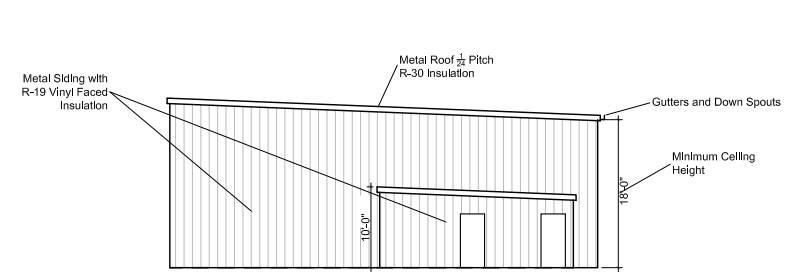 Metal Roof 1/24 Pitch
R-30 Insulation
Metal Siding with
R-19 Vinyl Faced
Insulation
Gutters and Down Spouts
Minimum Ceiling
Height
18'-0"
10'-0"